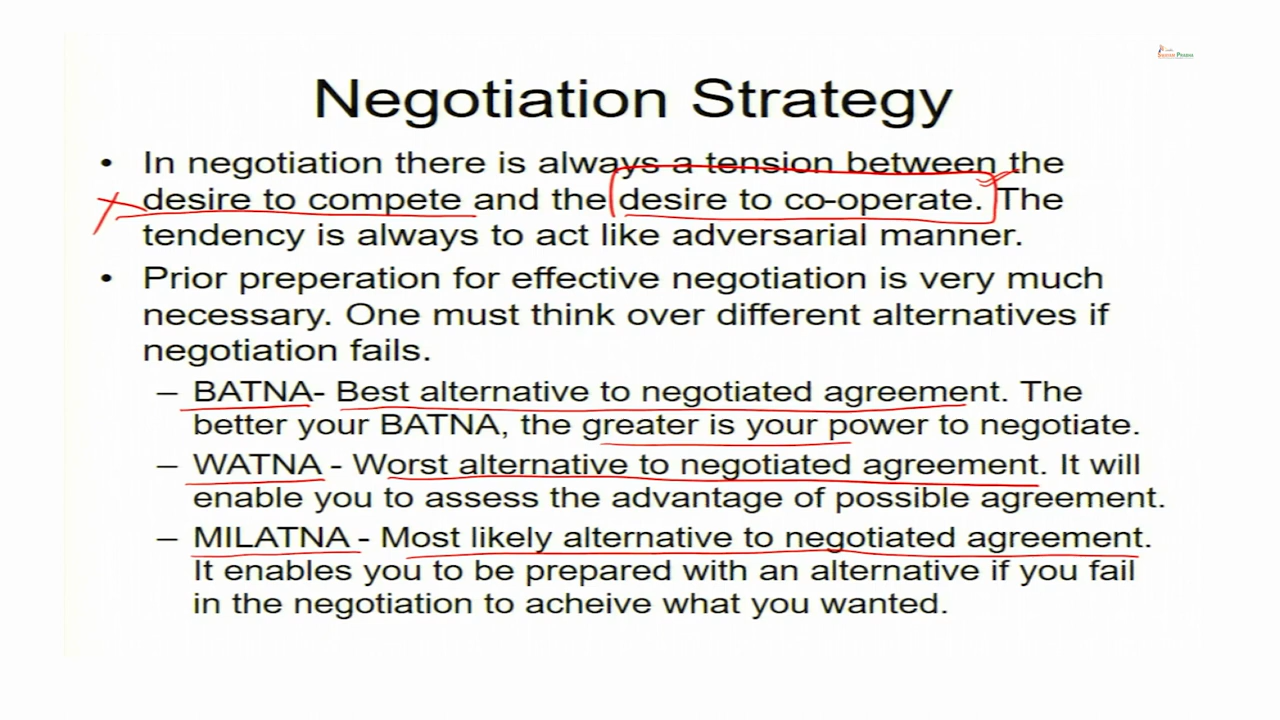 Negotiation Strategy
• In negotiation there is always a tension between the
desire to compete and the desire to co-operate. The
tendency is always to act like adversarial manner.
• Prior preperation for effective negotiation is very much
necessary. One must think over different alternatives if
negotiation fails.
– BATNA- Best alternative to negotiated agreement. The
better your BATNA, the greater is your power to negotiate.
– WATNA - Worst alternative to negotiated agreement. It will
enable you to assess the advantage of possible agreement.
– MILATNA - Most likely alternative to negotiated agreement.
It enables you to be prepared with an alternative if you fail
in the negotiation to acheive what you wanted.